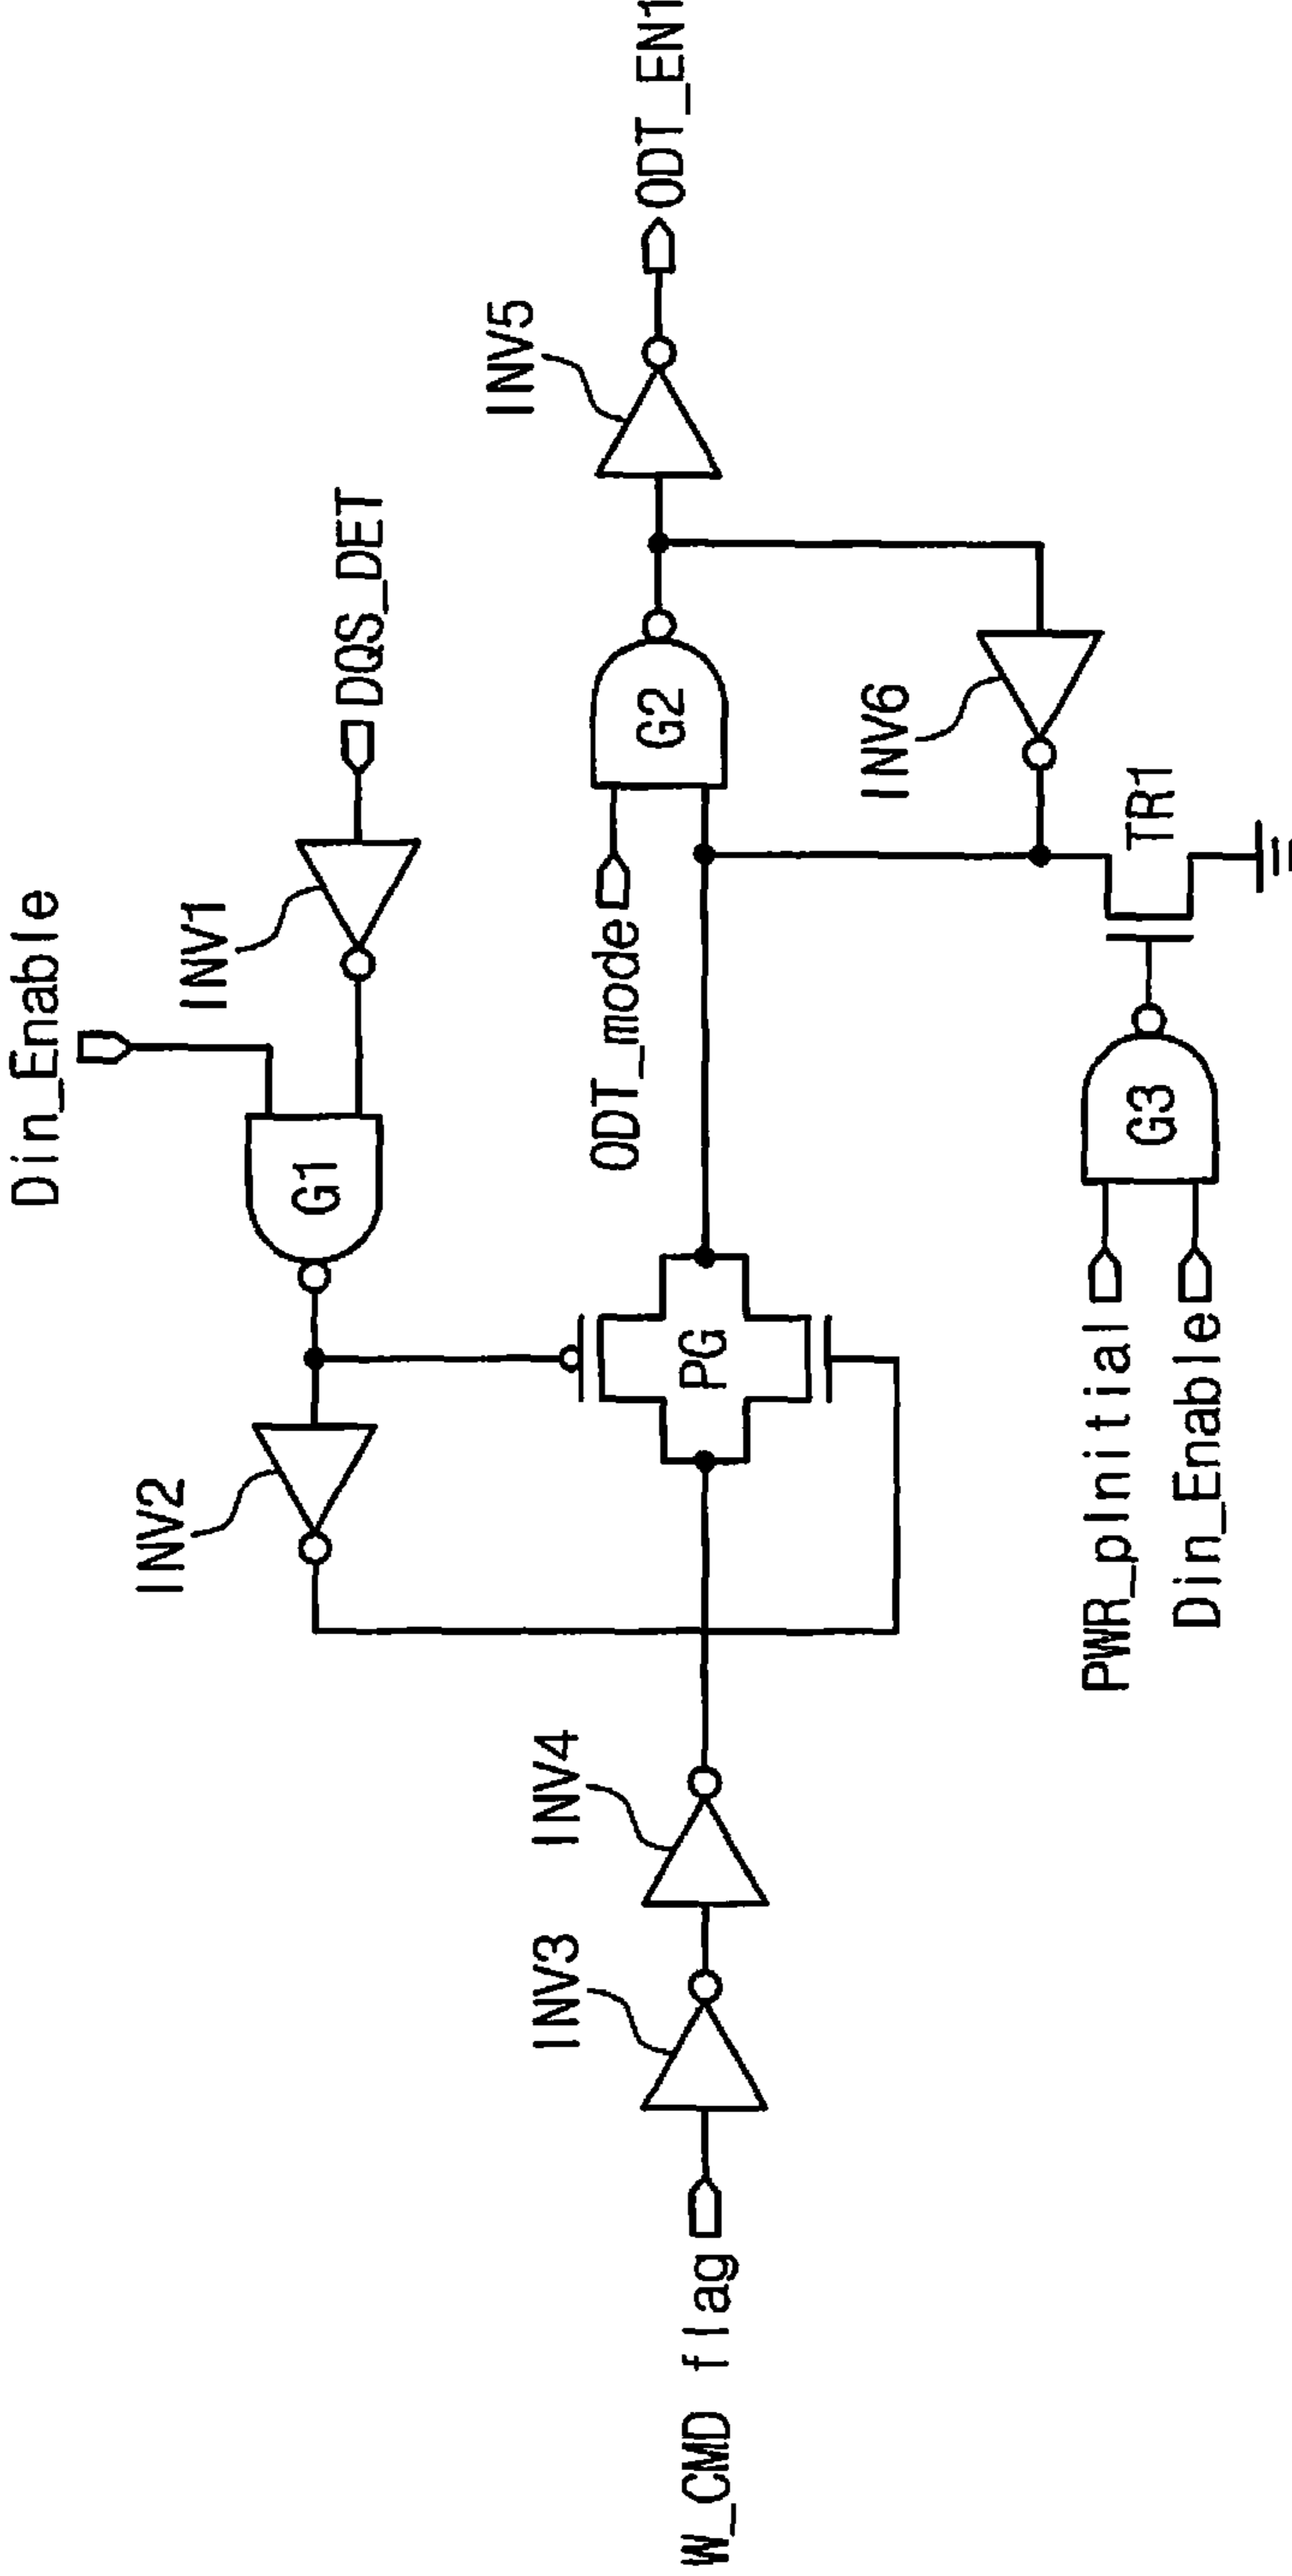 Din_Enable
INV1
DQS_DET
G1
INV2
INV5
ODT_EN1
ODT_mode
G2
W_CMD flag
INV3
INV4
PG
INV6
TR1
PWR_pInitial
G3
Din_Enable